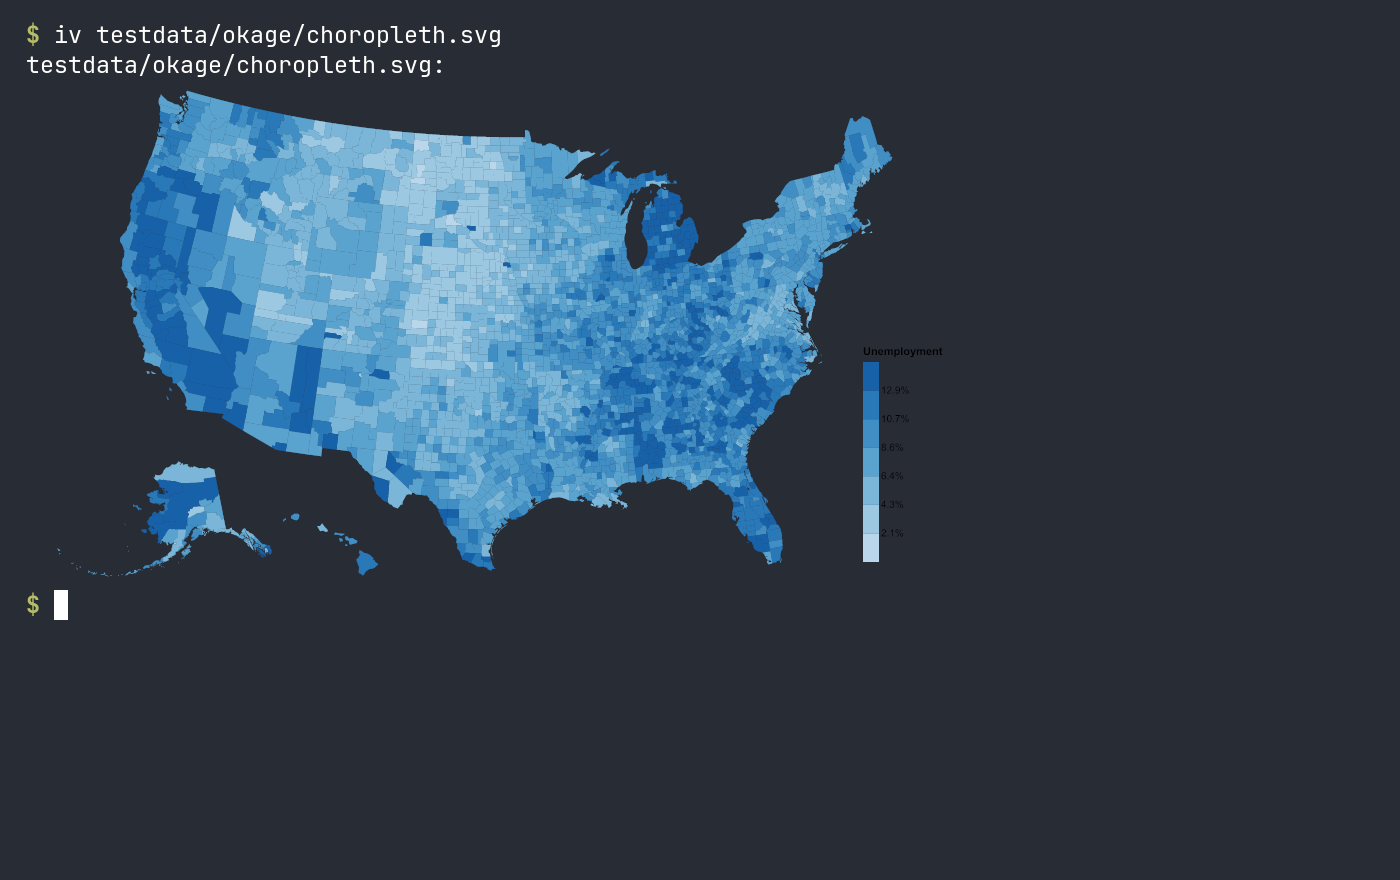 $ iv testdata/okage/choropleth.svg
testdata/okage/choropleth.svg:
Unemployment
12.9%
10.7%
8.6%
6.4%
4.3%
2.1%
$